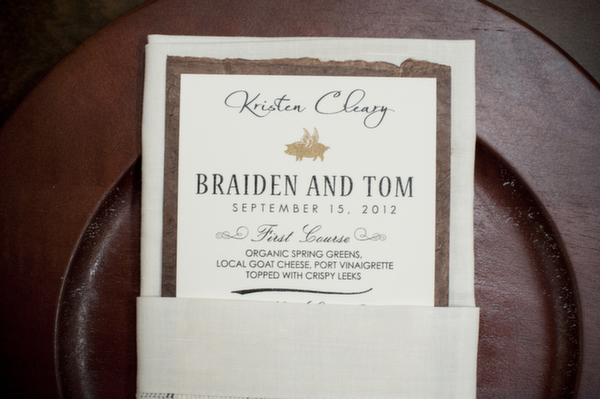 Kristen Cleary
BRAIDEN AND TOM
SEPTEMBER 15, 2012
First Course
ORGANIC SPRING GREENS,
LOCAL GOAT CHEESE, PORT VINAIGRETTE
TOPPED WITH CRISPY LEEKS